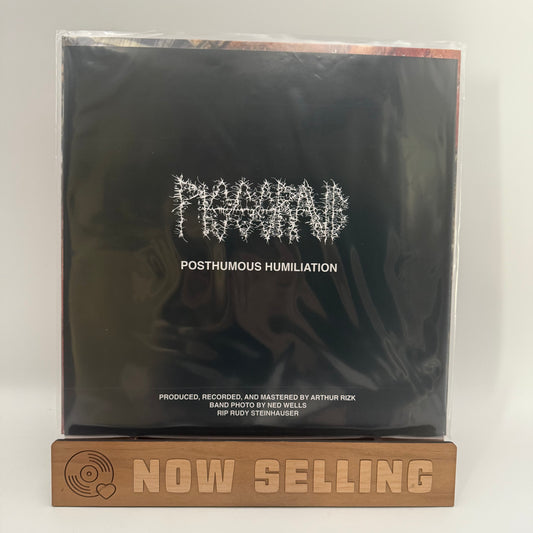 POSTHUMOUS HUMILIATION
PRODUCED, RECORDED, AND MASTERED BY ARTHUR RIZK
BAND PHOTO BY NED WELLS
RIP RUDY STEINHAUSER
NOW SELLING